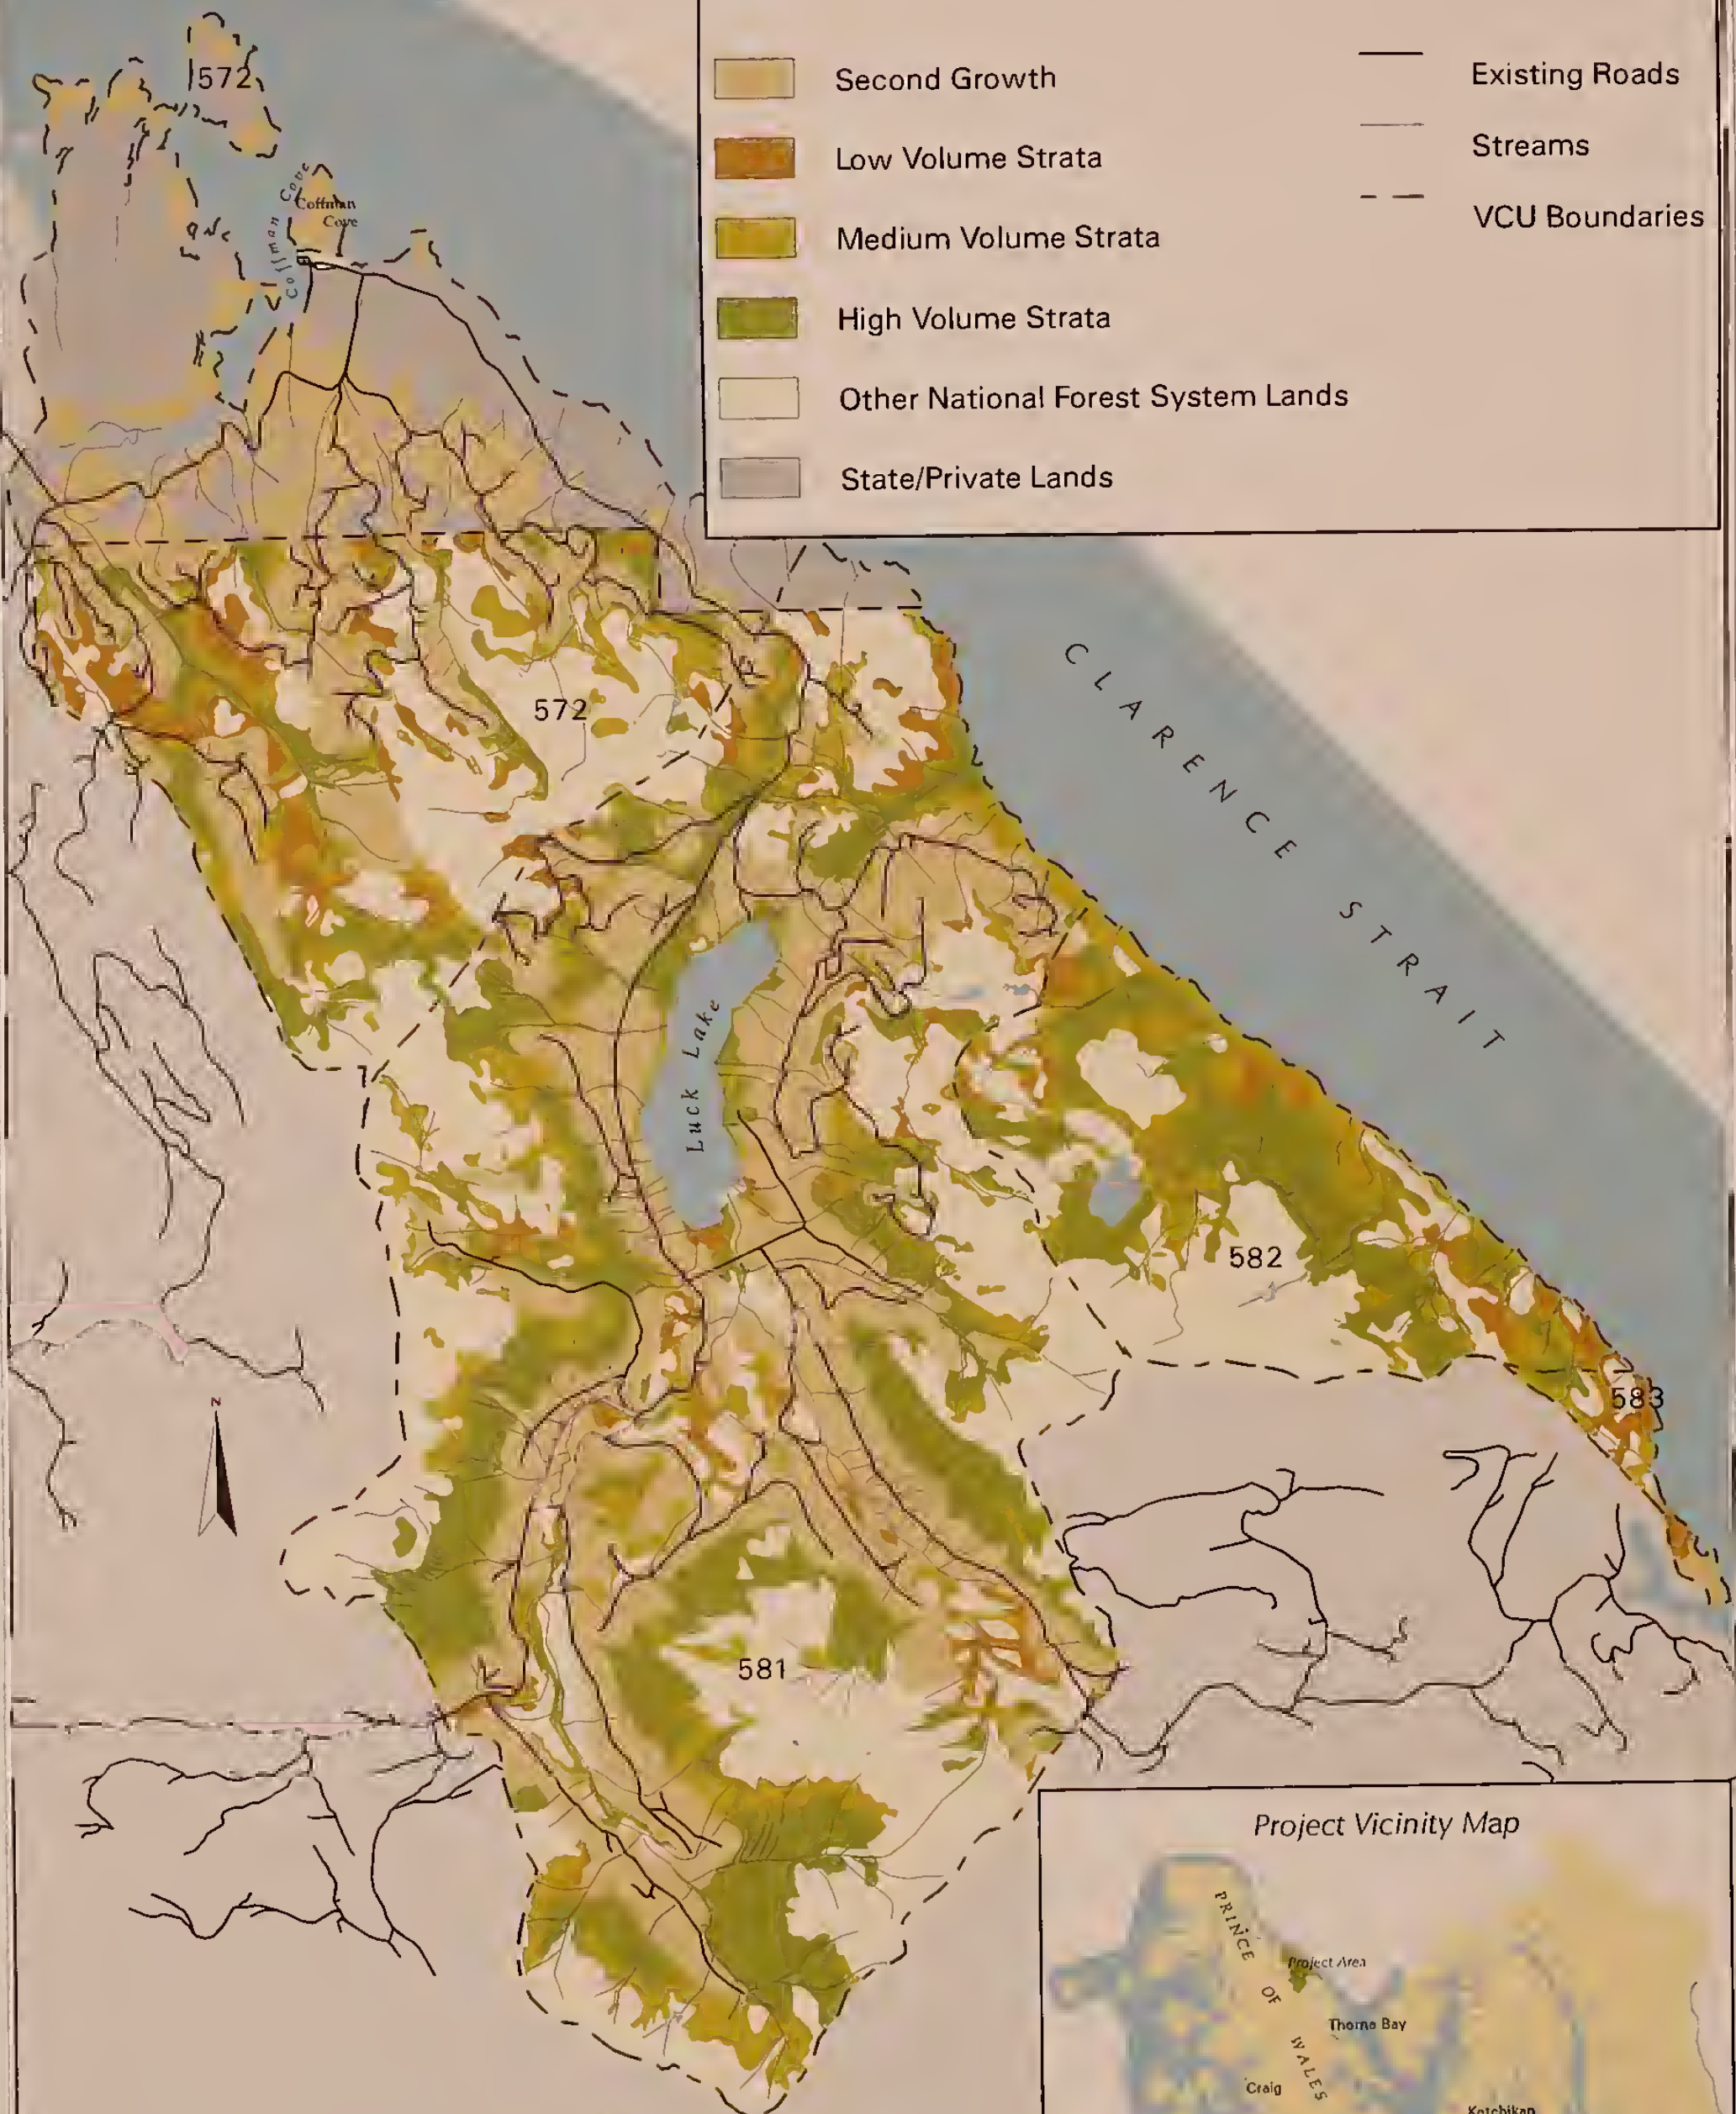 Second Growth
Low Volume Strata
Medium Volume Strata
High Volume Strata
Other National Forest System Lands
State/Private Lands
Existing Roads
Streams
VCU Boundaries
572
Coffman Cove
Coffman
Cove
572
CLARENCE STRAIT
Luck Lake
582
583
N
581
Project Vicinity Map
PRINCE OF WALES
Project Area
Thorne Bay
Craig
Ketchikan